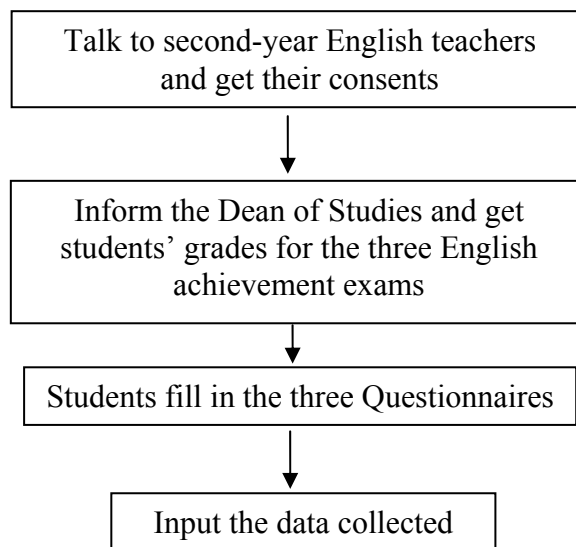 Talk to second-year English teachers
and get their consents
Inform the Dean of Studies and get
students’ grades for the three English
achievement exams
Students fill in the three Questionnaires
Input the data collected